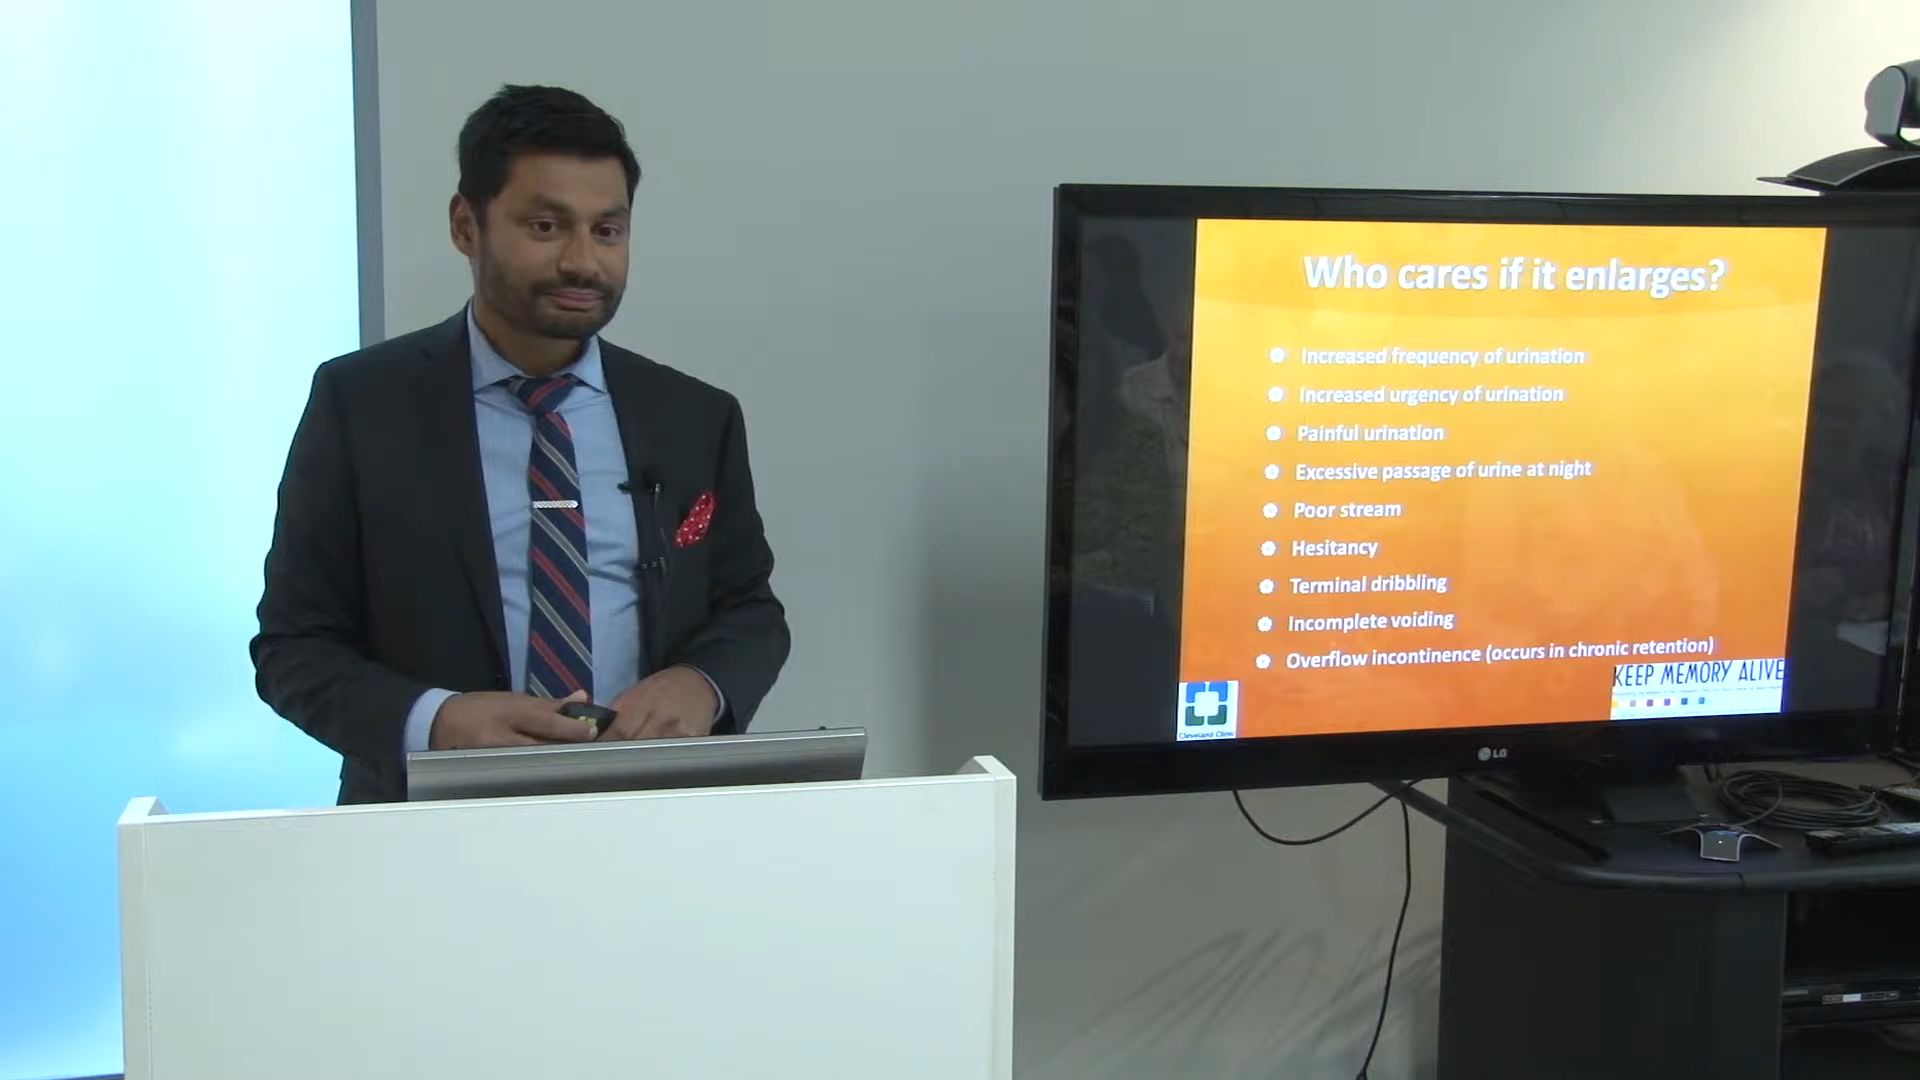 Who cares if it enlarges?
Increased frequency of urination
Increased urgency of urination
Painful urination
Excessive passage of urine at night
Poor stream
Hesitancy
Terminal dribbling
Incomplete voiding
Overflow incontinence (occurs in chronic retention)
KEEP MEMORY ALIVE
Cleveland Clinic
LG